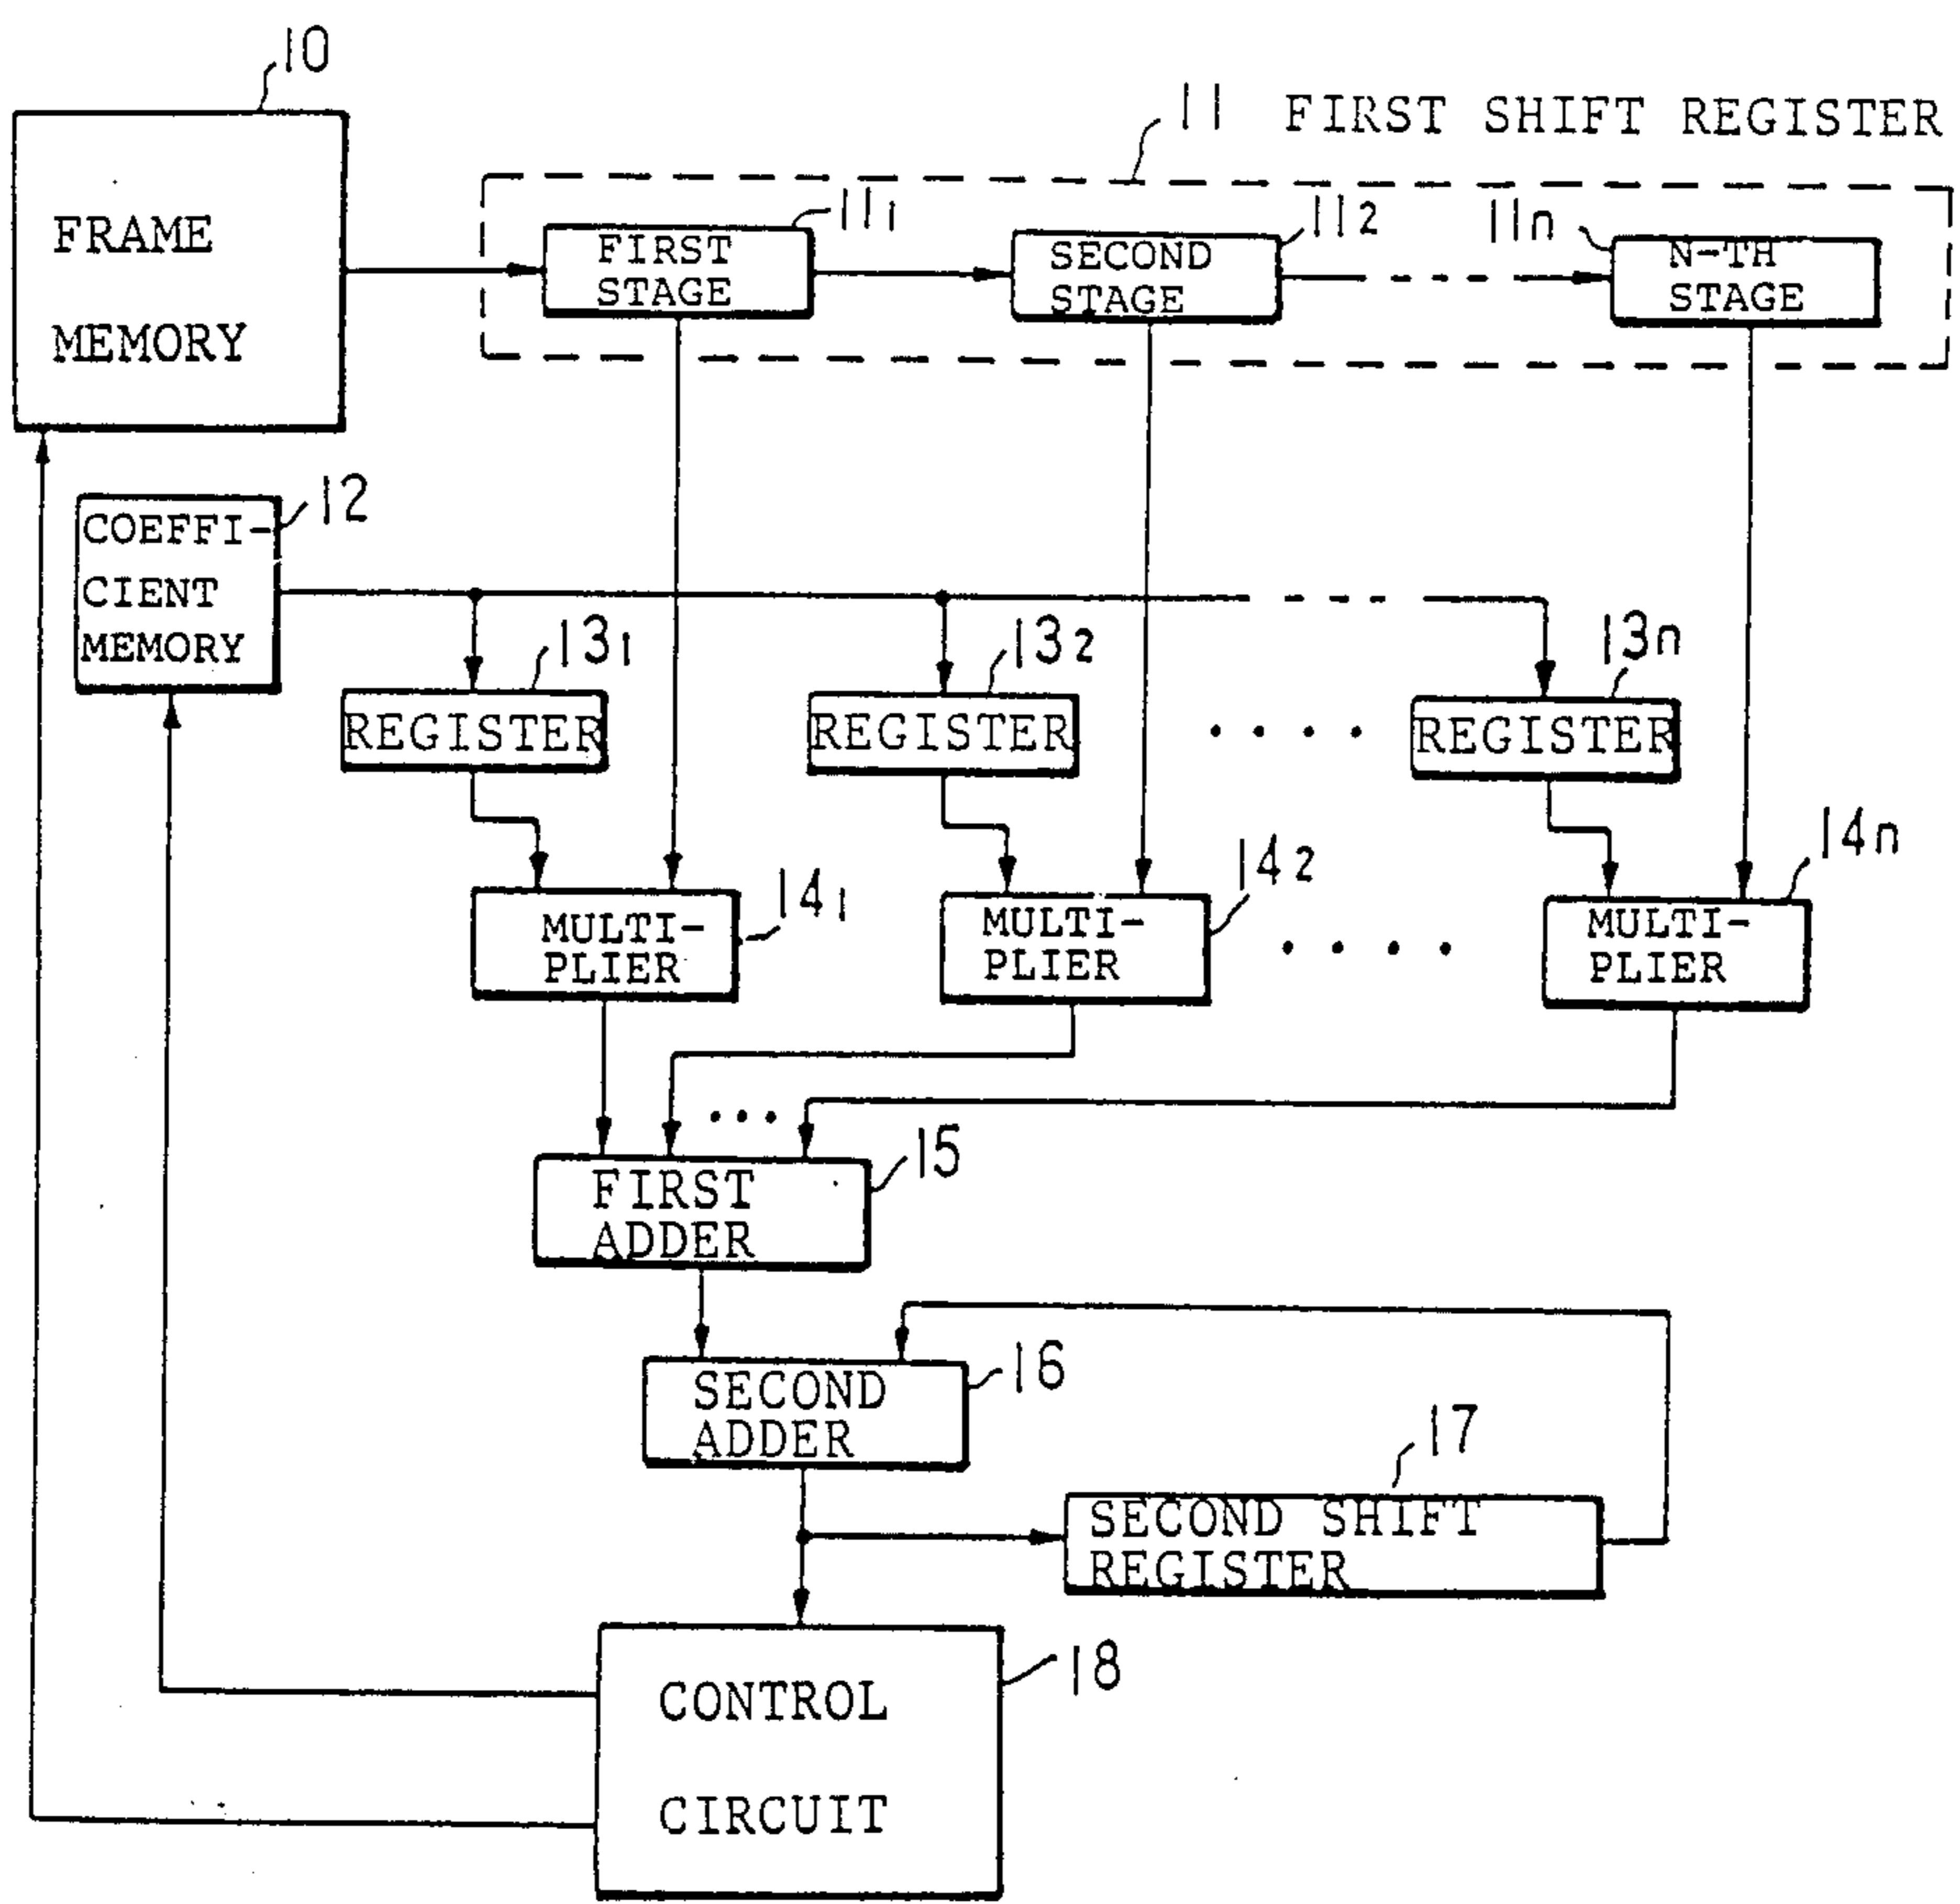 10
11 FIRST SHIFT REGISTER
FRAME
MEMORY
11₁
FIRST
STAGE
11₂
SECOND
STAGE
11n
N-TH
STAGE
12
COEFFI-
CIENT
MEMORY
13₁
REGISTER
13₂
REGISTER
....
13n
REGISTER
14₁
MULTI-
PLIER
14₂
MULTI-
PLIER
....
14n
MULTI-
PLIER
...
15
FIRST
ADDER
16
SECOND
ADDER
17
SECOND SHIFT
REGISTER
18
CONTROL
CIRCUIT